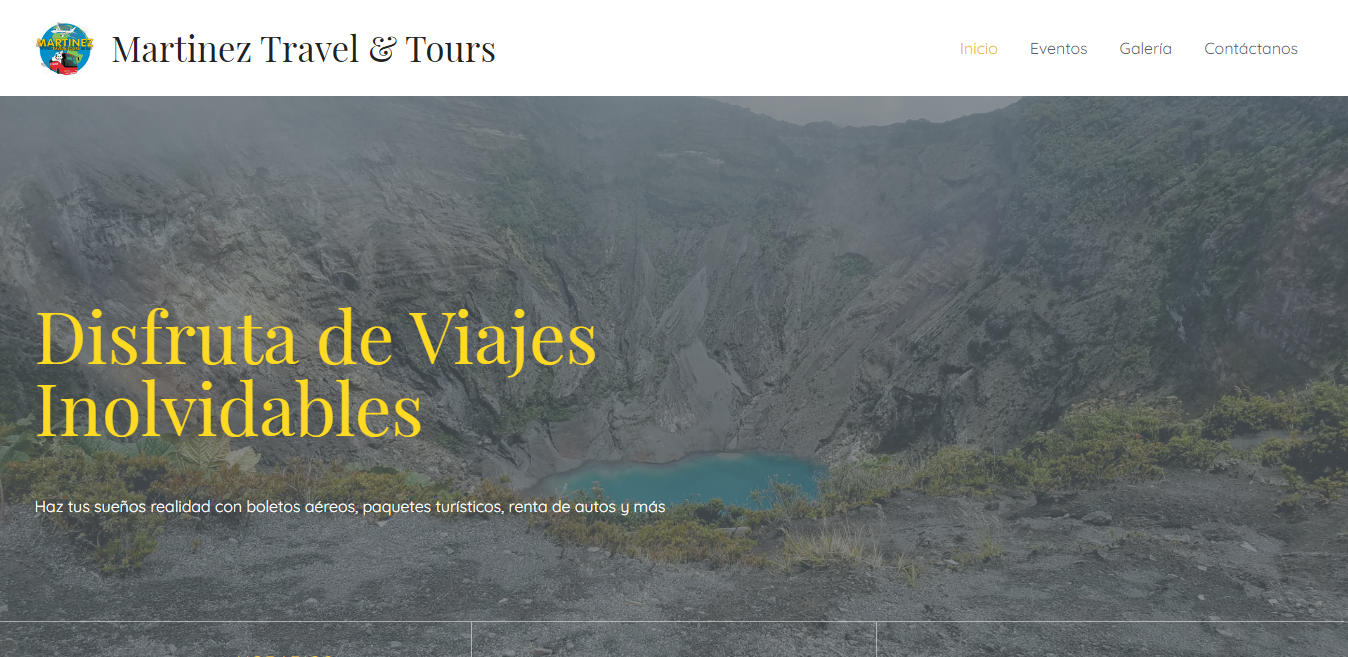 MARTINEZ
Martinez Travel & Tours
Inicio
Eventos
Galería
Contáctanos
Disfruta de Viajes
Inolvidables
Haz tus sueños realidad con boletos aéreos, paquetes turísticos, renta de autos y más